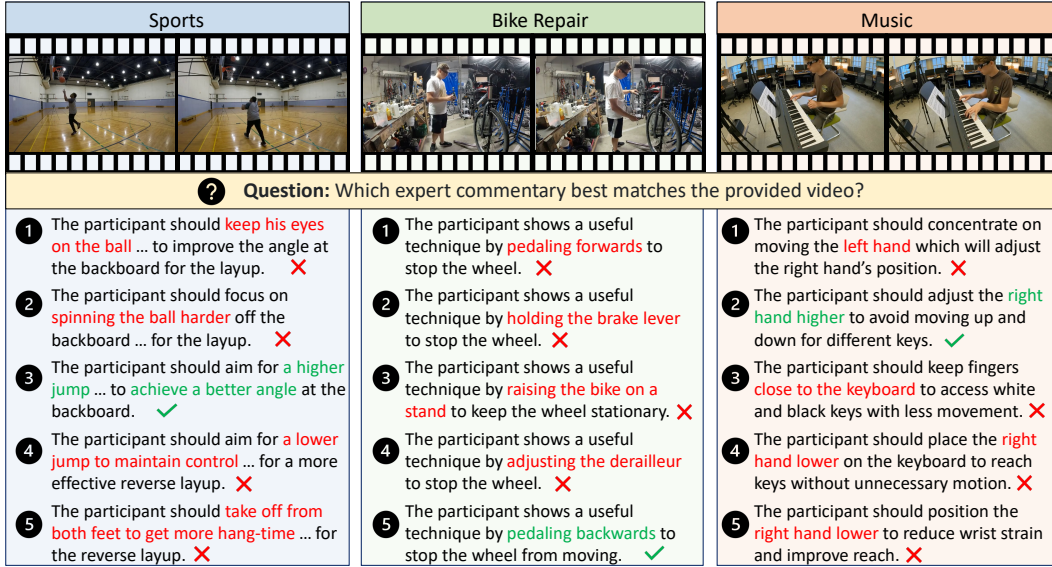 Sports
Bike Repair
Music
? Question: Which expert commentary best matches the provided video?
1 The participant should keep his eyes
on the ball ... to improve the angle at
the backboard for the layup. ✗
2 The participant should focus on
spinning the ball harder off the
backboard ... for the layup. ✗
3 The participant should aim for a higher
jump ... to achieve a better angle at the
backboard. ✓
4 The participant should aim for a lower
jump to maintain control ... for a more
effective reverse layup. ✗
5 The participant should take off from
both feet to get more hang-time ... for
the reverse layup. ✗
1 The participant shows a useful
technique by pedaling forwards to
stop the wheel. ✗
2 The participant shows a useful
technique by holding the brake lever
to stop the wheel. ✗
3 The participant shows a useful
technique by raising the bike on a
stand to keep the wheel stationary. ✗
4 The participant shows a useful
technique by adjusting the derailleur
to stop the wheel. ✗
5 The participant shows a useful
technique by pedaling backwards to
stop the wheel from moving. ✓
1 The participant should concentrate on
moving the left hand which will adjust
the right hand's position. ✗
2 The participant should adjust the right
hand higher to avoid moving up and
down for different keys. ✓
3 The participant should keep fingers
close to the keyboard to access white
and black keys with less movement. ✗
4 The participant should place the right
hand lower on the keyboard to reach
keys without unnecessary motion. ✗
5 The participant should position the
right hand lower to reduce wrist strain
and improve reach. ✗